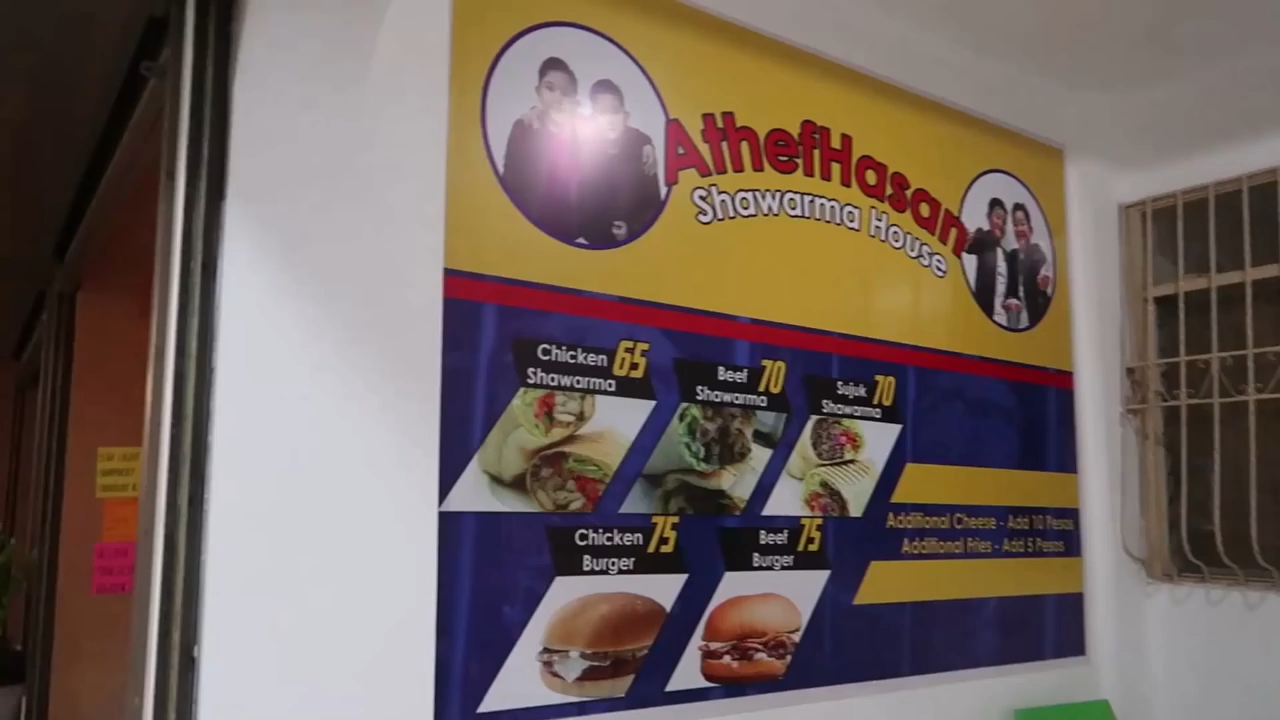 AthefHasan
Shawarma House
Chicken 65
Shawarma
Beef 70
Shawarma
Sujuk 70
Shawarma
Chicken 75
Burger
Beef 75
Burger
Additional Cheese - Add 10 Pesos
Additional Fries - Add 5 Pesos